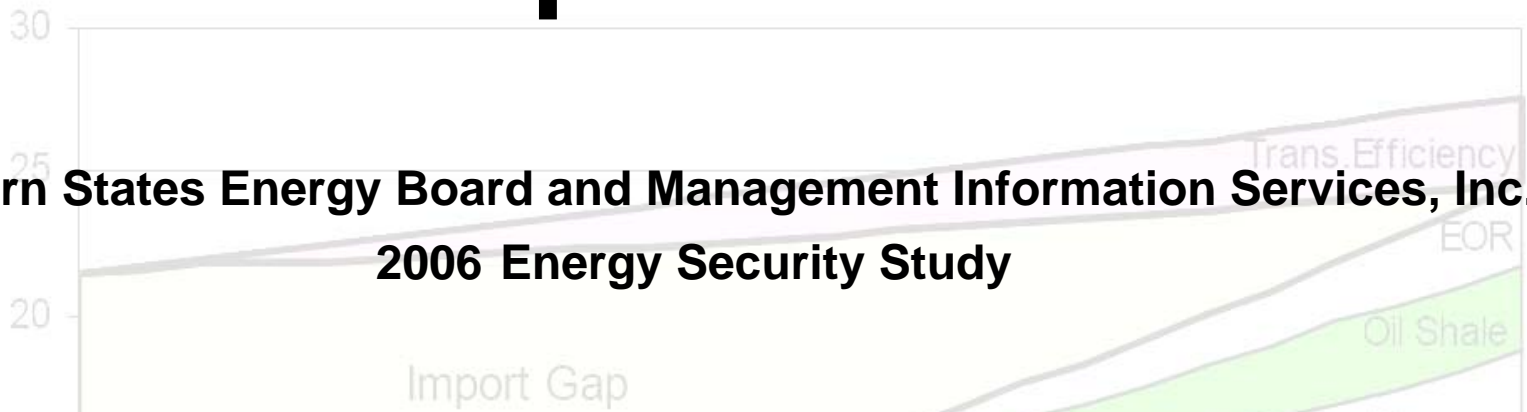 30
Trans.Efficiency
25
rn States Energy Board and Management Information Services, Inc.
EOR
2006 Energy Security Study
20
Oil Shale
Import Gap